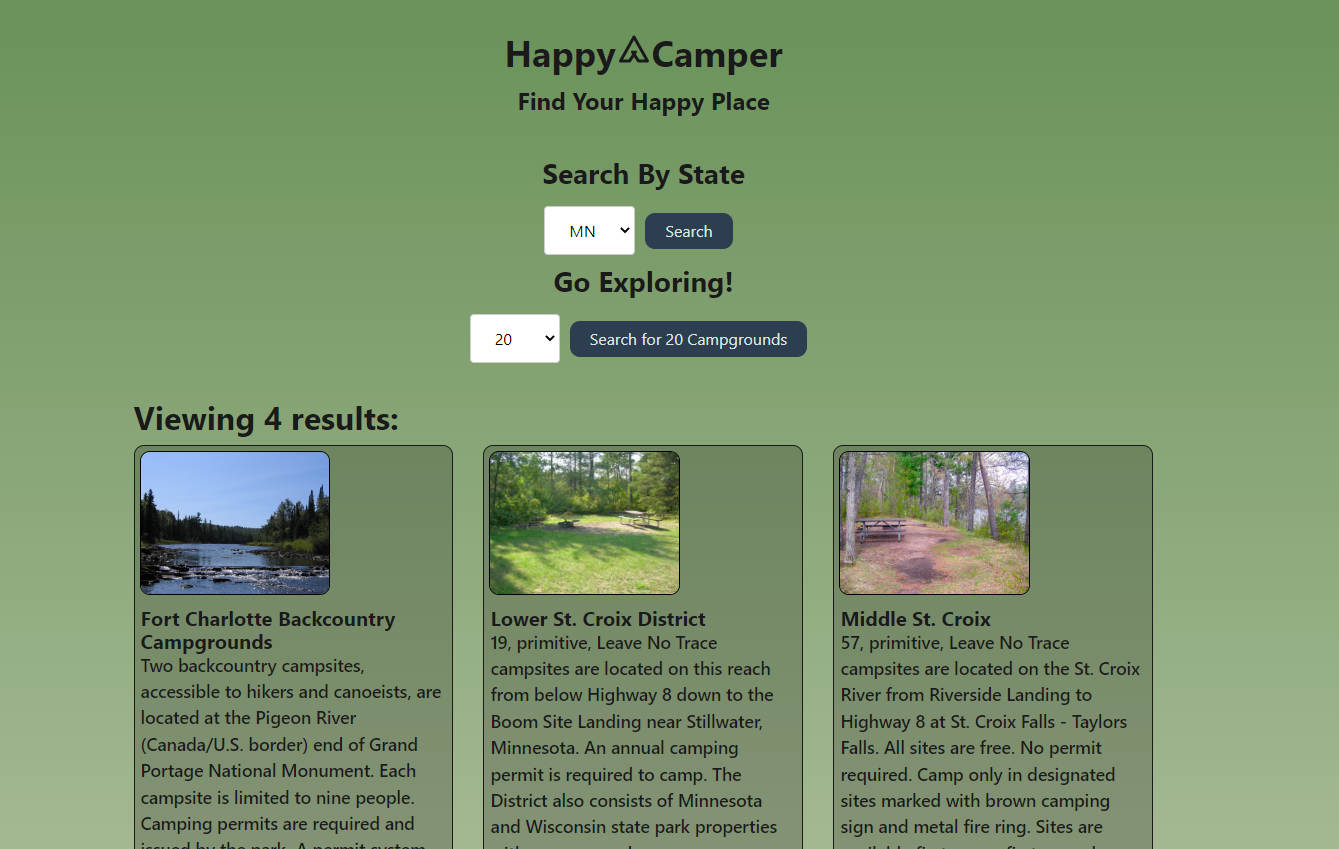 Happy Camper
Find Your Happy Place
Search By State
MN
Search
Go Exploring!
20
Search for 20 Campgrounds
Viewing 4 results:
Fort Charlotte Backcountry
Campgrounds
Two backcountry campsites,
accessible to hikers and canoeists, are
located at the Pigeon River
(Canada/U.S. border) end of Grand
Portage National Monument. Each
campsite is limited to nine people.
Camping permits are required and
issued by the park. A permit system
Lower St. Croix District
19, primitive, Leave No Trace
campsites are located on this reach
from below Highway 8 down to the
Boom Site Landing near Stillwater,
Minnesota. An annual camping
permit is required to camp. The
District also consists of Minnesota
and Wisconsin state park properties
Middle St. Croix
57, primitive, Leave No Trace
campsites are located on the St. Croix
River from Riverside Landing to
Highway 8 at St. Croix Falls - Taylors
Falls. All sites are free. No permit
required. Camp only in designated
sites marked with brown camping
sign and metal fire ring. Sites are